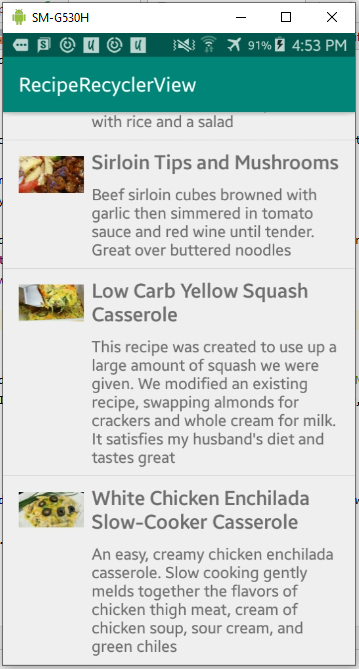 SM-G530H
91% 4:53 PM
RecipeRecyclerView
with rice and a salad
Sirloin Tips and Mushrooms
Beef sirloin cubes browned with
garlic then simmered in tomato
sauce and red wine until tender.
Great over buttered noodles
Low Carb Yellow Squash
Casserole
This recipe was created to use up a
large amount of squash we were
given. We modified an existing
recipe, swapping almonds for
crackers and whole cream for milk.
It satisfies my husband's diet and
tastes great
White Chicken Enchilada
Slow-Cooker Casserole
An easy, creamy chicken enchilada
casserole. Slow cooking gently
melds together the flavors of
chicken thigh meat, cream of
chicken soup, sour cream, and
green chiles